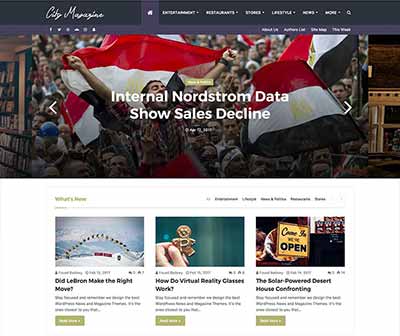 City Magazine
ENTERTAINMENT RESTAURANTS STORES LIFESTYLE NEWS MORE
About Us Authors List Site Map This Week
News & Politics
Internal Nordstrom Data
Show Sales Decline
Apr 12, 2017
What's New
All Entertainment Lifestyle News & Politics Restaurants Stores
Come In
WE'RE
OPEN
Fouad Badawy Feb 15, 2017
Fouad Badawy Feb 15, 2017
Fouad Badawy Feb 14, 2017
Did LeBron Make the Right
Move?
How Do Virtual Reality Glasses
Work?
The Solar-Powered Desert
House Confronting
Stay focused and remember we design the best
WordPress News and Magazine Themes. It's the
ones closest to you that…
Stay focused and remember we design the best
WordPress News and Magazine Themes. It's the
ones closest to you that…
Stay focused and remember we design the best
WordPress News and Magazine Themes. It's the
ones closest to you that…
Read More »
Read More »
Read More »